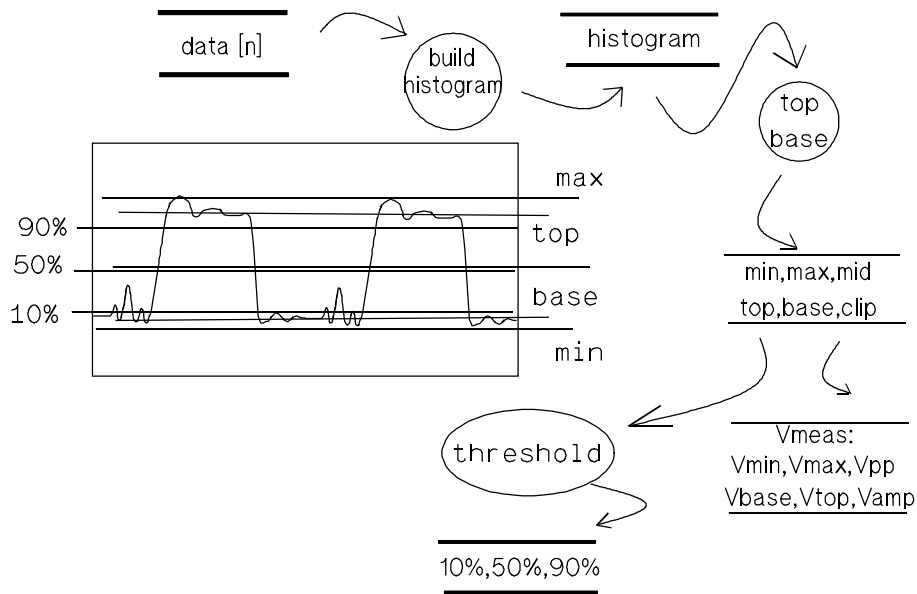 data [n]
build
histogram
histogram
top
base
max
90%
top
50%
base
10%
min
min,max,mid
top,base,clip
threshold
Vmeas:
Vmin,Vmax,Vpp
Vbase,Vtop,Vamp
10%,50%,90%